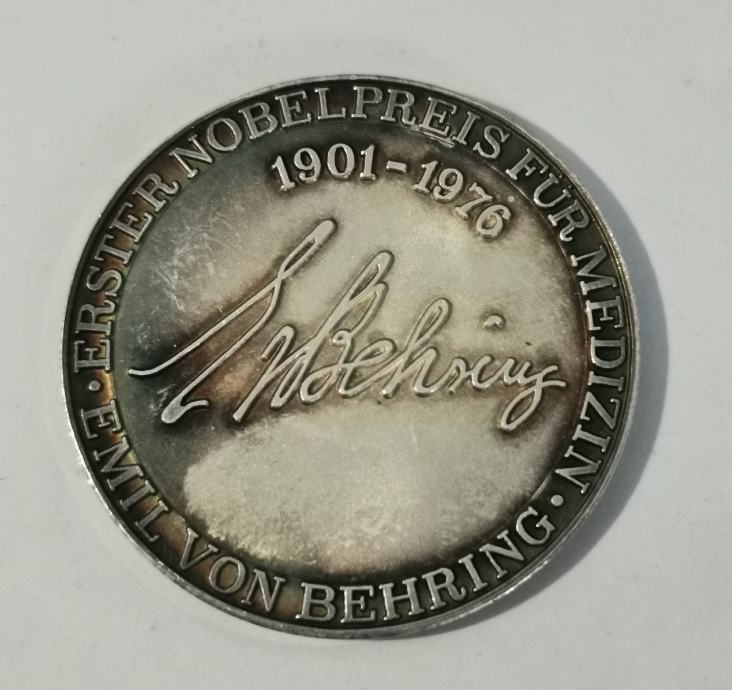 ERSTER NOBELPREIS FÜR MEDIZIN
1901-1976
E v Behring
• EMIL VON BEHRING •